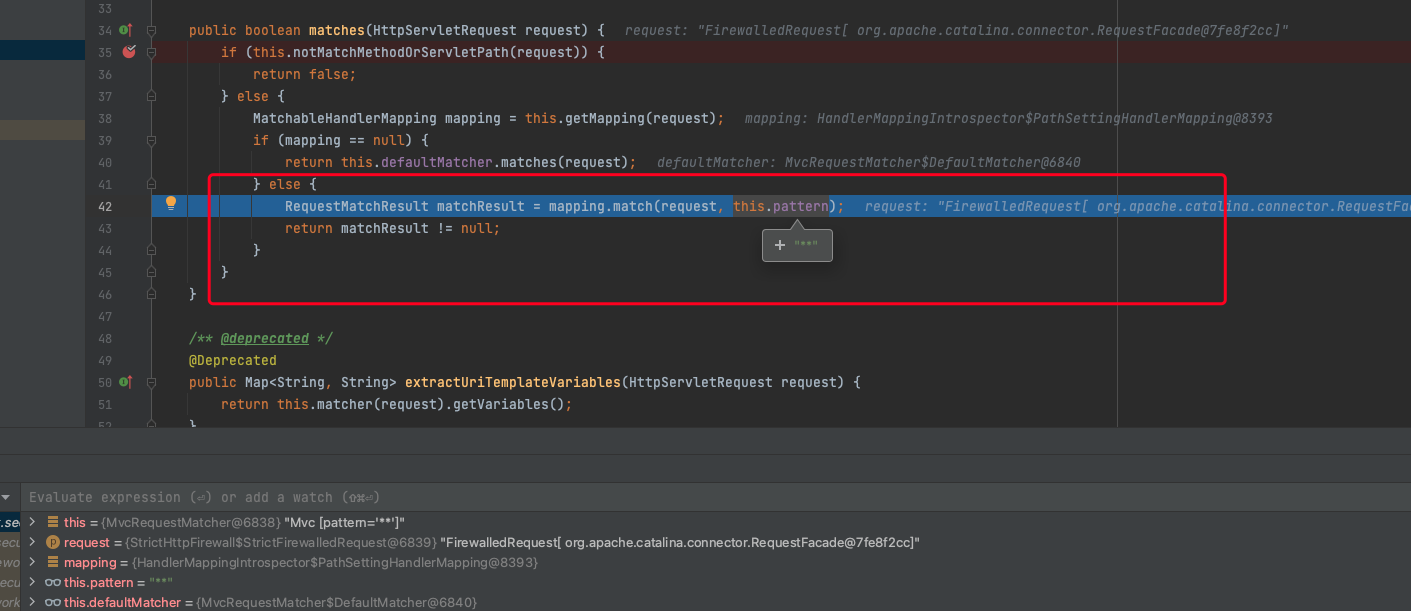 33
34 public boolean matches(HttpServletRequest request) { request: "FirewalledRequest[ org.apache.catalina.connector.RequestFacade@7fe8f2cc]"
35 if (this.notMatchMethodOrServletPath(request)) {
36 return false;
37 } else {
38 MatchableHandlerMapping mapping = this.getMapping(request); mapping: HandlerMappingIntrospector$PathSettingHandlerMapping@8393
39 if (mapping == null) {
40 return this.defaultMatcher.matches(request); defaultMatcher: MvcRequestMatcher$DefaultMatcher@6840
41 } else {
42 RequestMatchResult matchResult = mapping.match(request, this.pattern); request: "FirewalledRequest[ org.apache.catalina.connector.RequestFac
43 return matchResult != null;
+ "**"
44 }
45 }
46 }
47
48 /** @deprecated */
49 @Deprecated
50 public Map<String, String> extractUriTemplateVariables(HttpServletRequest request) {
51 return this.matcher(request).getVariables();
52 }
Evaluate expression (⏎) or add a watch (⇧⌘⏎)
.sec this = {MvcRequestMatcher@6838} "Mvc [pattern='**']"
secu request = {StrictHttpFirewall$StrictFirewalledRequest@6839} "FirewalledRequest[ org.apache.catalina.connector.RequestFacade@7fe8f2cc]"
ewo mapping = {HandlerMappingIntrospector$PathSettingHandlerMapping@8393}
secu this.pattern = "**"
work this.defaultMatcher = {MvcRequestMatcher$DefaultMatcher@6840}